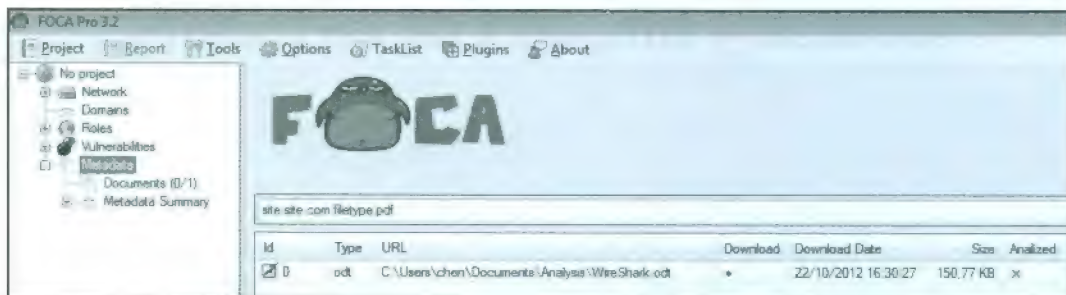 FOCA Pro 3.2
Project Report Tools Options TaskList Plugins About
No project
Network
Domains
Roles
Vulnerabilities
Metadata
Documents (0/1)
Metadata Summary
FOCA
site:site.com filetype:pdf
Id Type URL Download Download Date Size Analized
0 odt C:\Users\chen\Documents\Analysis\WireShark.odt • 22/10/2012 16:30:27 150,77 KB ×